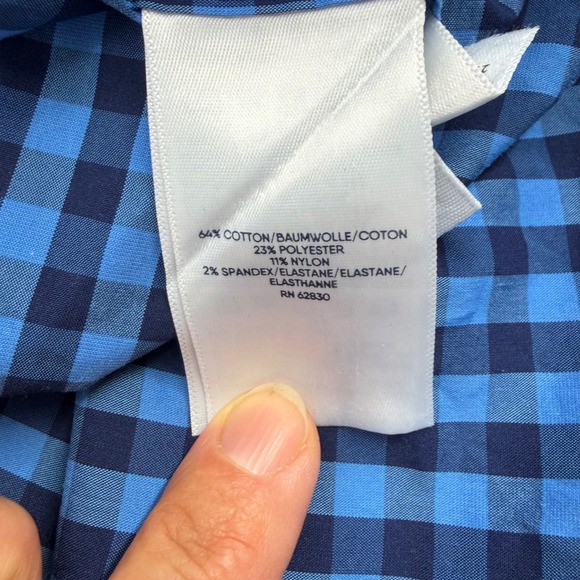 64% COTTON/BAUMWOLLE/COTON
23% POLYESTER
11% NYLON
2% SPANDEX/ELASTANE/ELASTANE/
ELASTHANNE
RN 62830